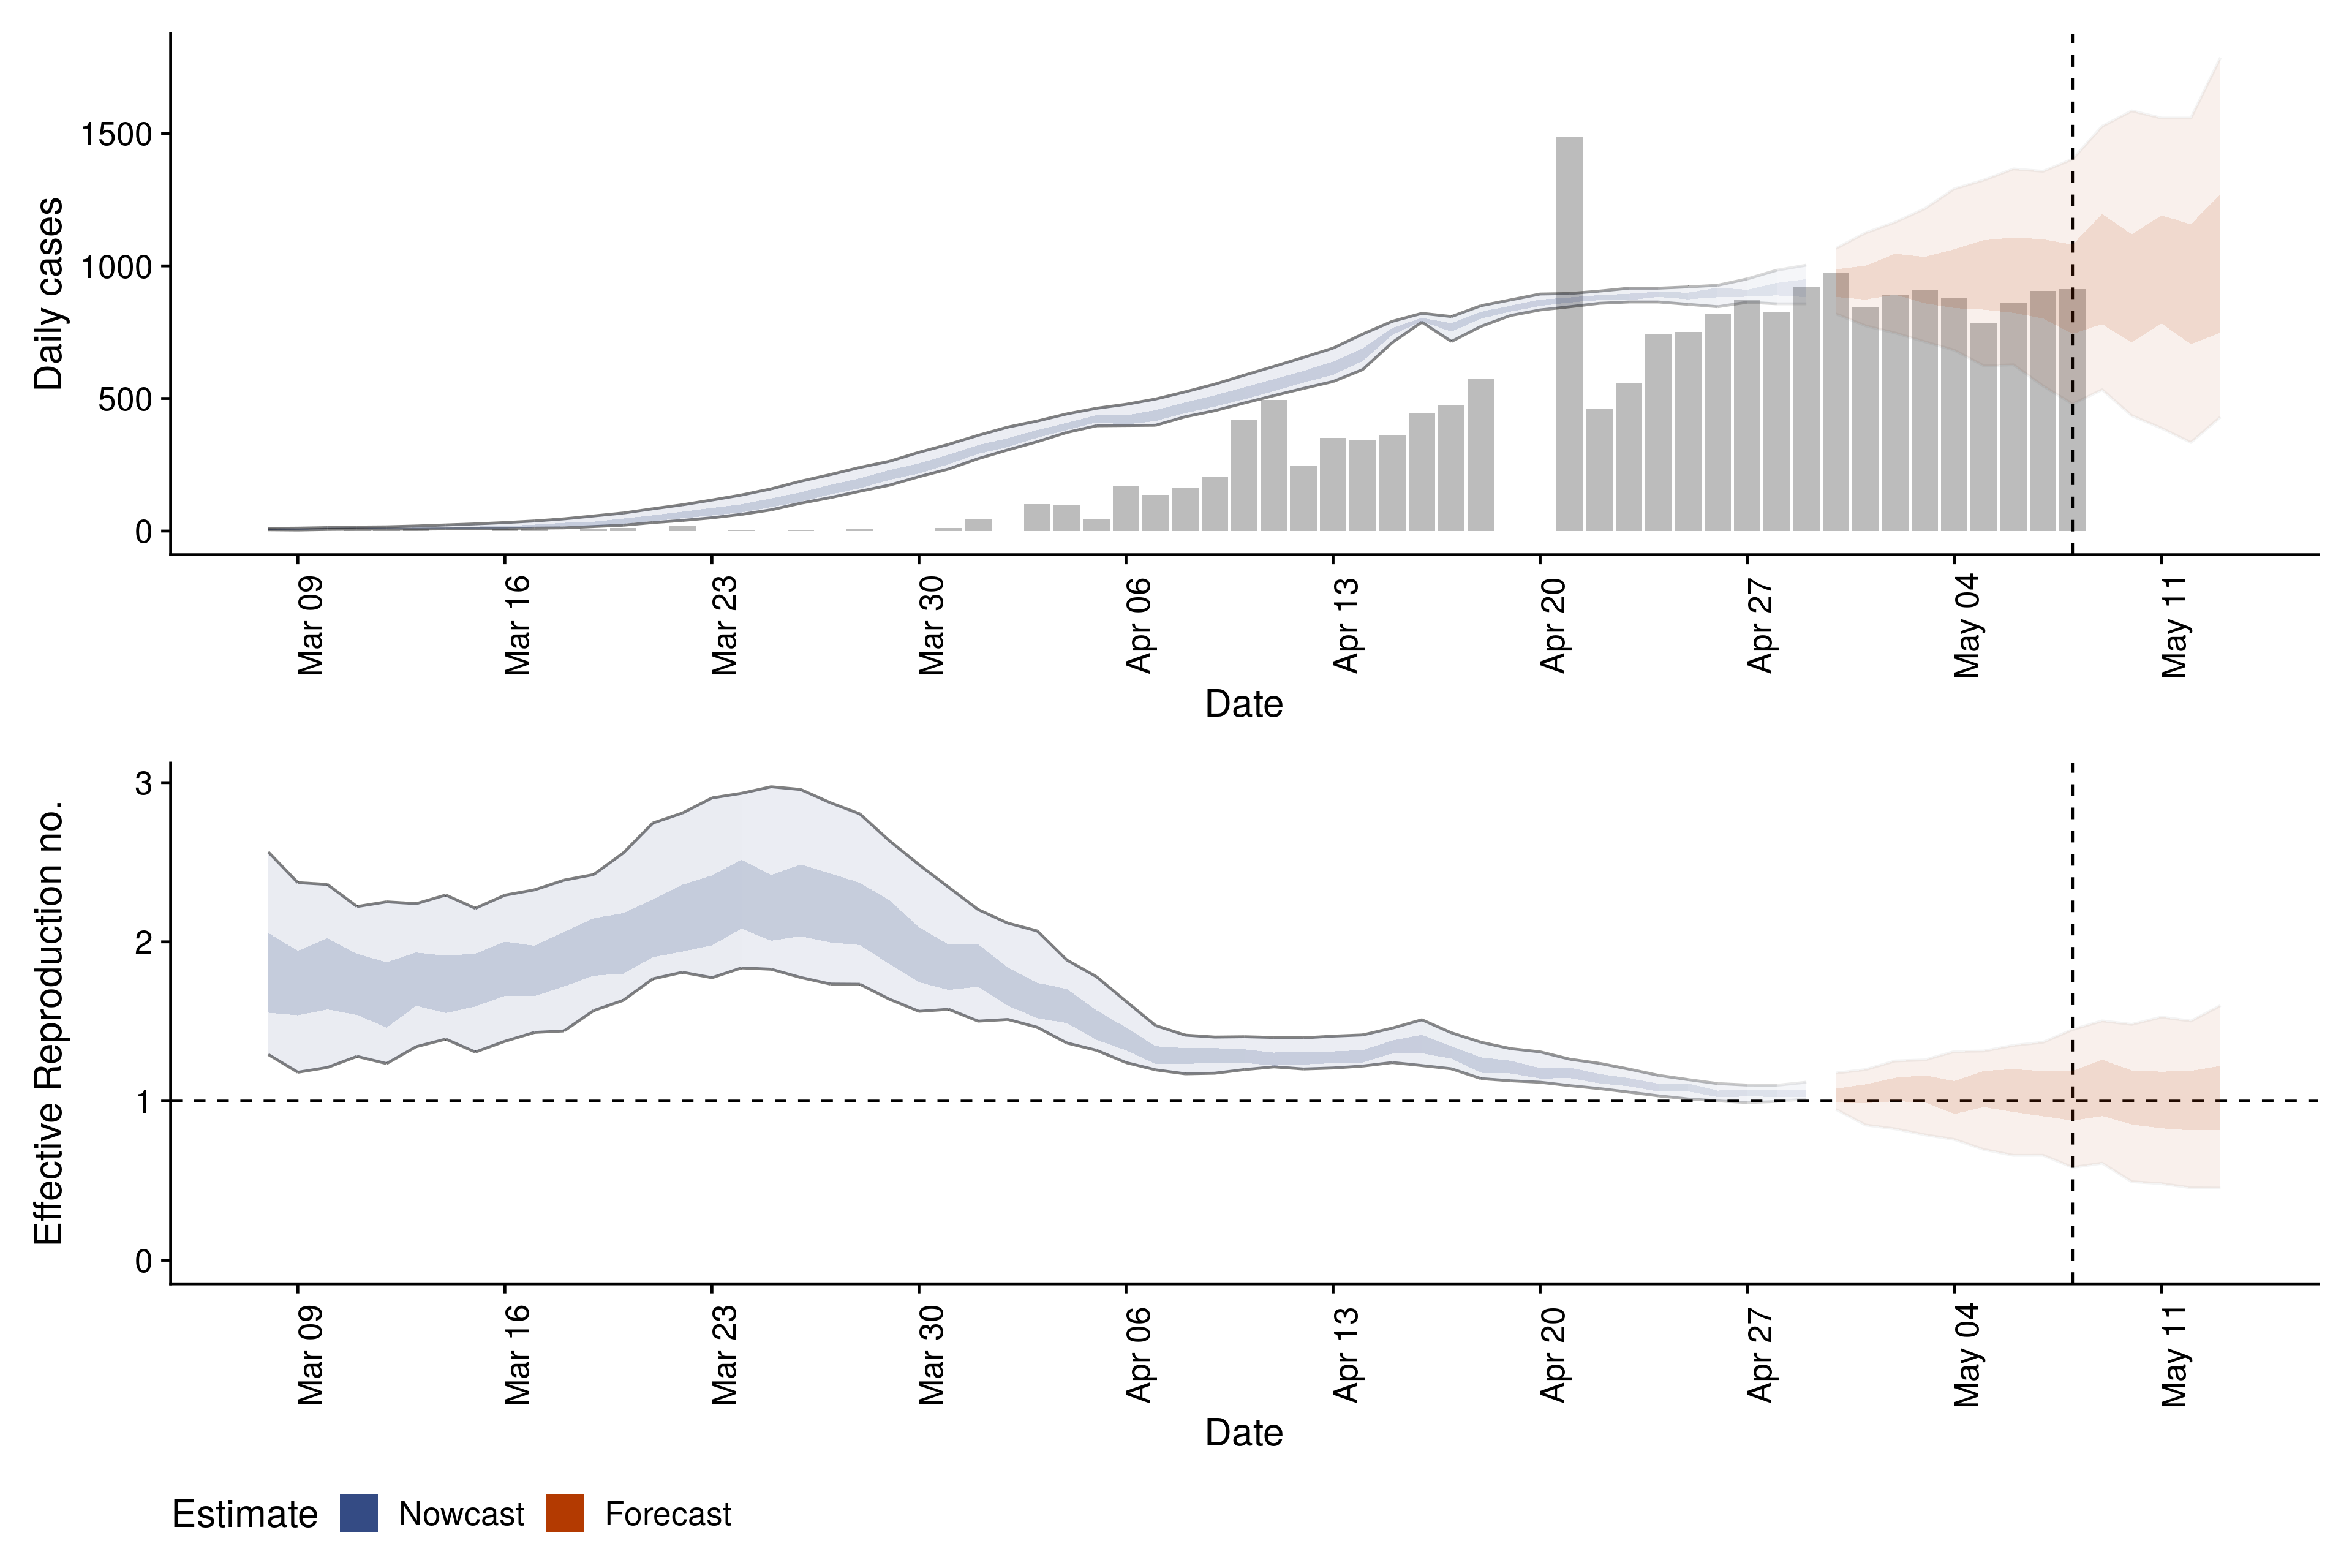 Daily cases
1500
1000
500
0
Mar 09
Mar 16
Mar 23
Mar 30
Apr 06
Apr 13
Apr 20
Apr 27
May 04
May 11
Date
Effective Reproduction no.
3
2
1
0
Mar 09
Mar 16
Mar 23
Mar 30
Apr 06
Apr 13
Apr 20
Apr 27
May 04
May 11
Date
Estimate Nowcast Forecast